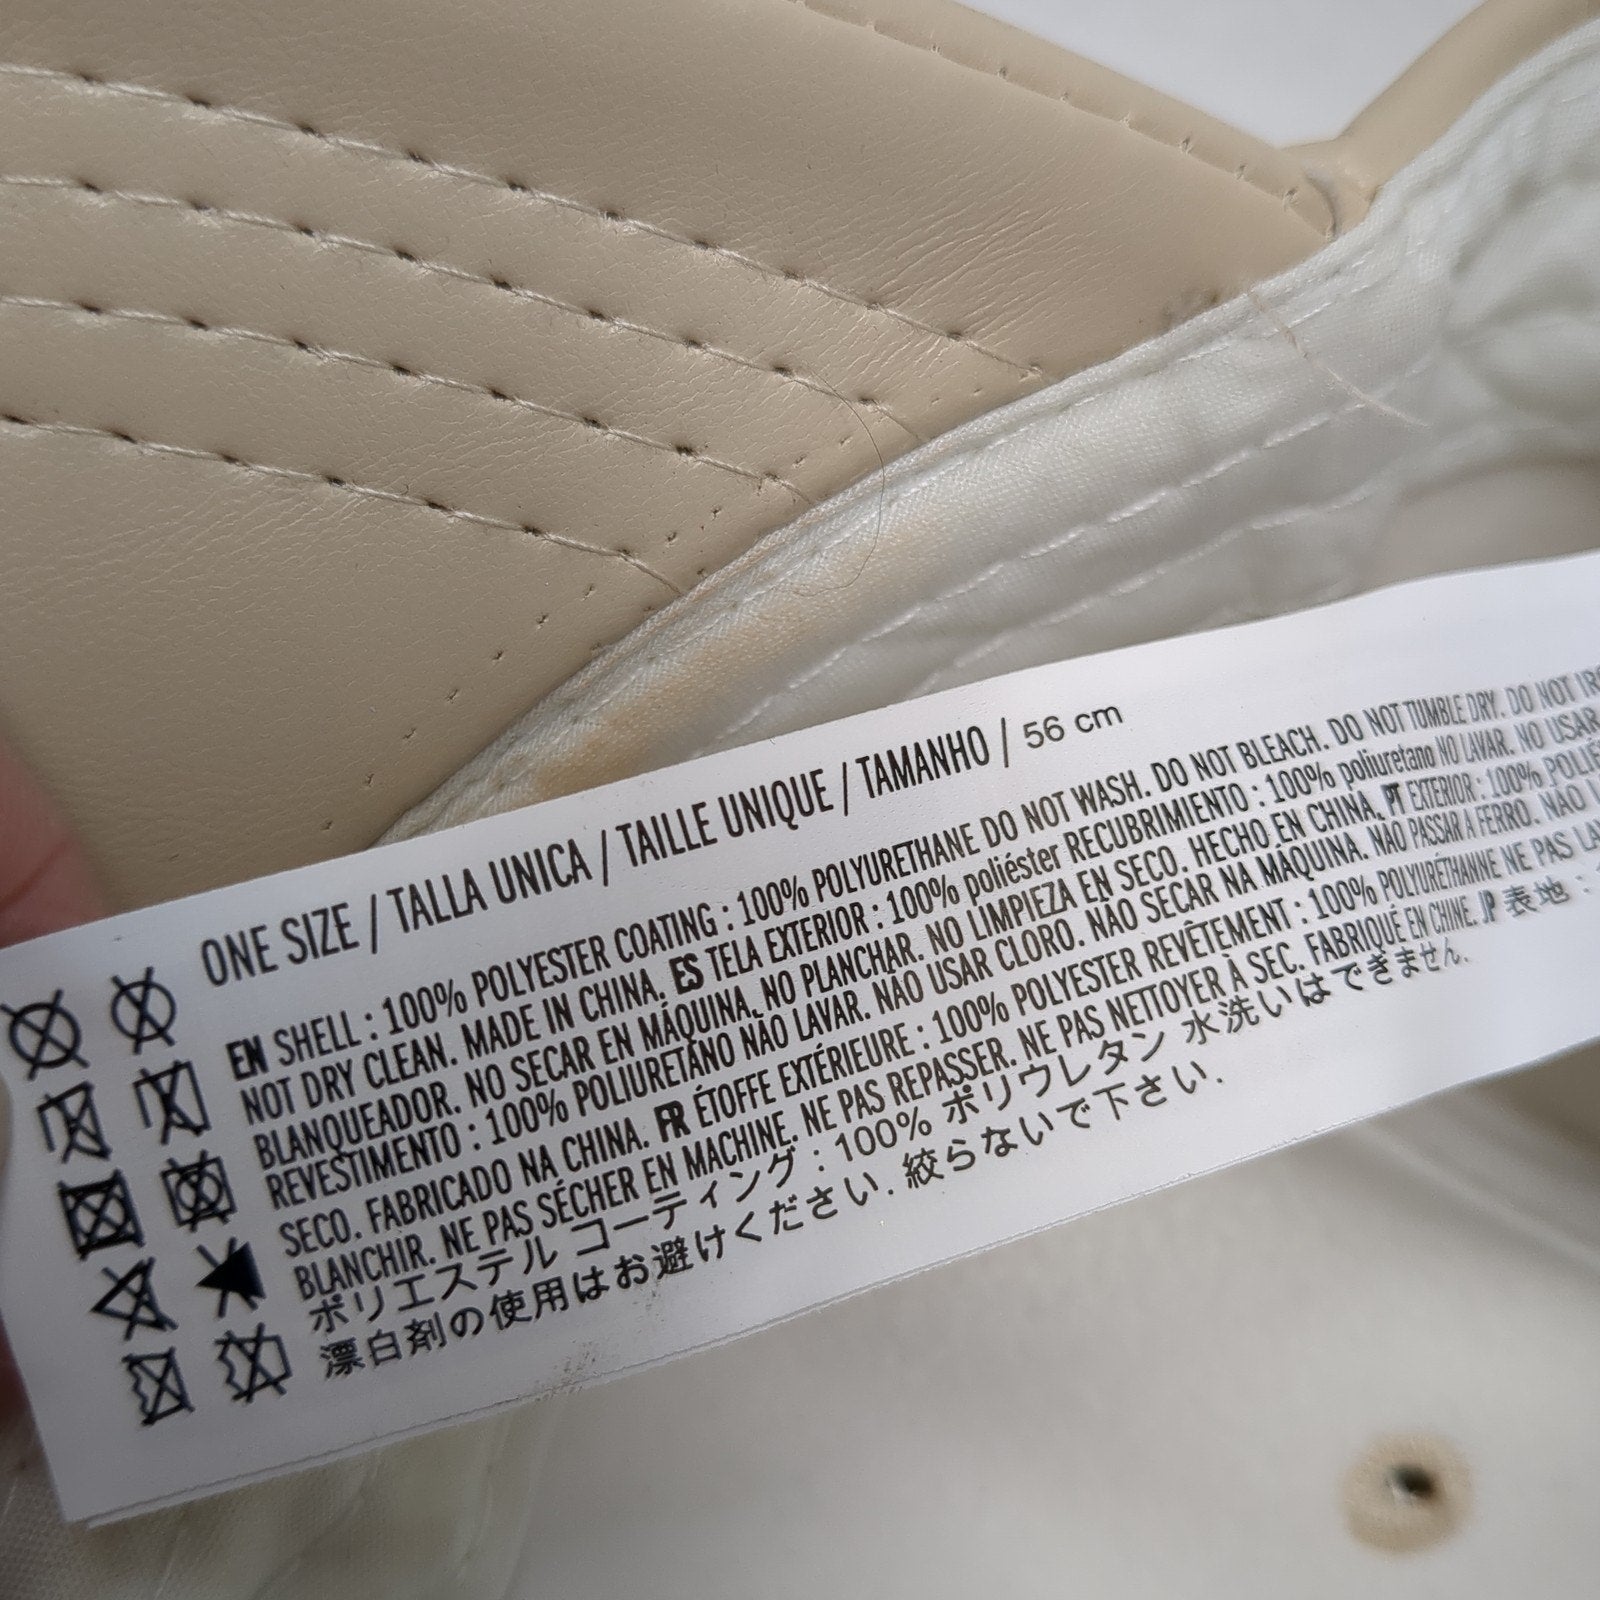 ONE SIZE / TALLA UNICA / TAILLE UNIQUE / TAMANHO / 56 cm
EN SHELL : 100% POLYESTER COATING : 100% POLYURETHANE DO NOT WASH. DO NOT BLEACH. DO NOT TUMBLE DRY. DO NOT
NOT DRY CLEAN. MADE IN CHINA. ES TELA EXTERIOR : 100% poliéster RECUBRIMIENTO : 100% poliuretano NO LAVAR. NO USAR
BLANQUEADOR. NO SECAR EN MÁQUINA. NO PLANCHAR. NO LIMPIEZA EN SECO. HECHO EN CHINA. PT EXTERIOR : 100%
REVESTIMENTO : 100% POLIURETANO NÃO LAVAR. NÃO USAR CLORO. NÃO SECAR NA MÁQUINA. NÃO PASSAR A FERRO. NÃO
SECO. FABRICADO NA CHINA. FR ÉTOFFE EXTÉRIEURE : 100% POLYESTER REVÊTEMENT : 100% POLYURÉTHANNE NE PAS
BLANCHIR. NE PAS SÉCHER EN MACHINE. NE PAS REPASSER. NE PAS NETTOYER À SEC. FABRIQUÉ EN CHINE. JP 表地 :
ポリエステル コーティング : 100% ポリウレタン 水洗いはできません.
漂白剤の使用はお避けください. 絞らないで下さい.